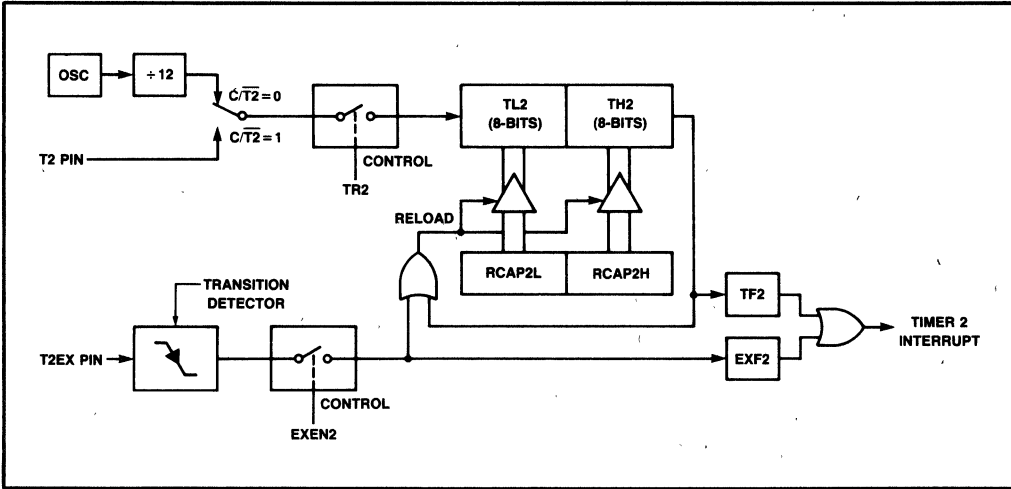 OSC
÷12
C/T2̅=0
C/T2̅=1
T2 PIN
CONTROL
TR2
TL2
(8-BITS)
TH2
(8-BITS)
RELOAD
RCAP2L
RCAP2H
TRANSITION
DETECTOR
T2EX PIN
CONTROL
EXEN2
TF2
EXF2
TIMER 2
INTERRUPT